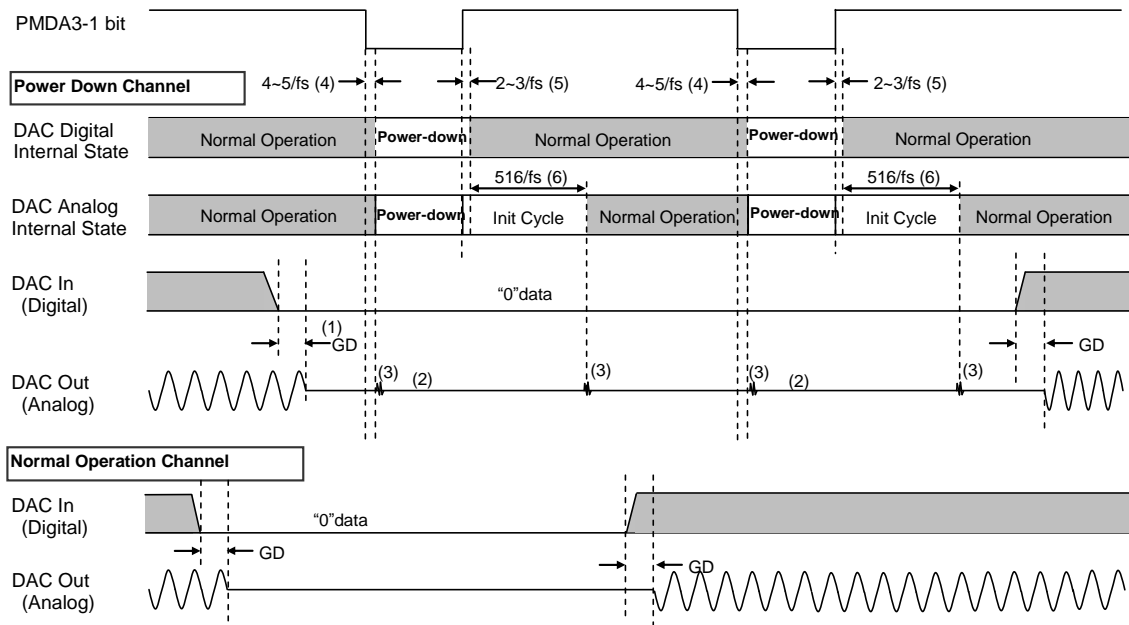 PMDA3-1 bit
4~5/fs (4)
2~3/fs (5)
4~5/fs (4)
2~3/fs (5)
Power Down Channel
DAC Digital
Internal State
Normal Operation
Power-down
Normal Operation
Power-down
Normal Operation
516/fs (6)
516/fs (6)
DAC Analog
Internal State
Normal Operation
Power-down
Init Cycle
Normal Operation
Power-down
Init Cycle
Normal Operation
DAC In
(Digital)
“0”data
(1)
GD
GD
DAC Out
(Analog)
(3)
(2)
(3)
(3)
(2)
(3)
Normal Operation Channel
DAC In
(Digital)
“0”data
GD
GD
DAC Out
(Analog)